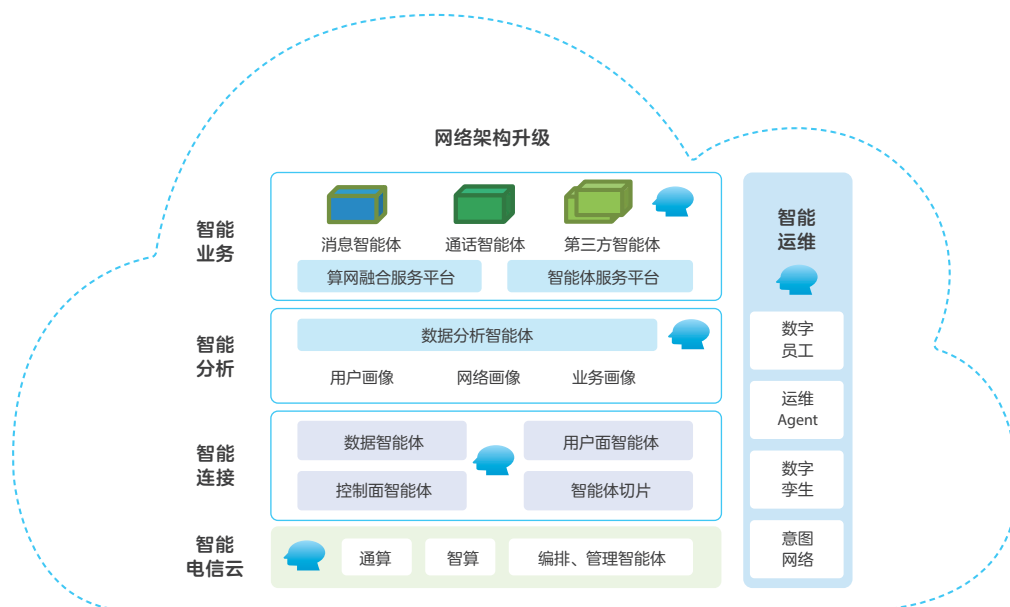 网络架构升级
智能
业务
消息智能体
通话智能体
第三方智能体
算网融合服务平台
智能体服务平台
智能
分析
数据分析智能体
用户画像
网络画像
业务画像
智能
连接
数据智能体
用户面智能体
控制面智能体
智能体切片
智能
电信云
通算
智算
编排、管理智能体
智能
运维
数字
员工
运维
Agent
数字
孪生
意图
网络